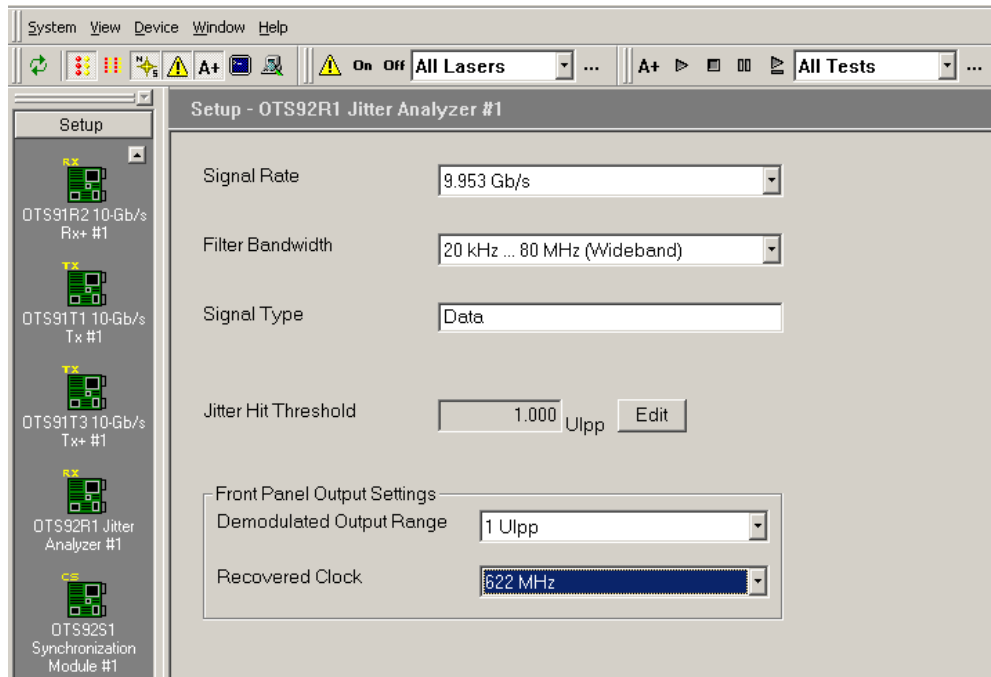 System View Device Window Help
A+ On Off All Lasers ... A+ All Tests ...
Setup
Setup - OTS92R1 Jitter Analyzer #1
RX
OTS91R2 10-Gb/s
Rx+ #1
TX
OTS91T1 10-Gb/s
Tx #1
TX
OTS91T3 10-Gb/s
Tx+ #1
RX
OTS92R1 Jitter
Analyzer #1
CS
OTS92S1
Synchronization
Module #1
Signal Rate 9.953 Gb/s
Filter Bandwidth 20 kHz ... 80 MHz (Wideband)
Signal Type Data
Jitter Hit Threshold 1.000 UIpp Edit
Front Panel Output Settings
Demodulated Output Range 1 UIpp
Recovered Clock 622 MHz